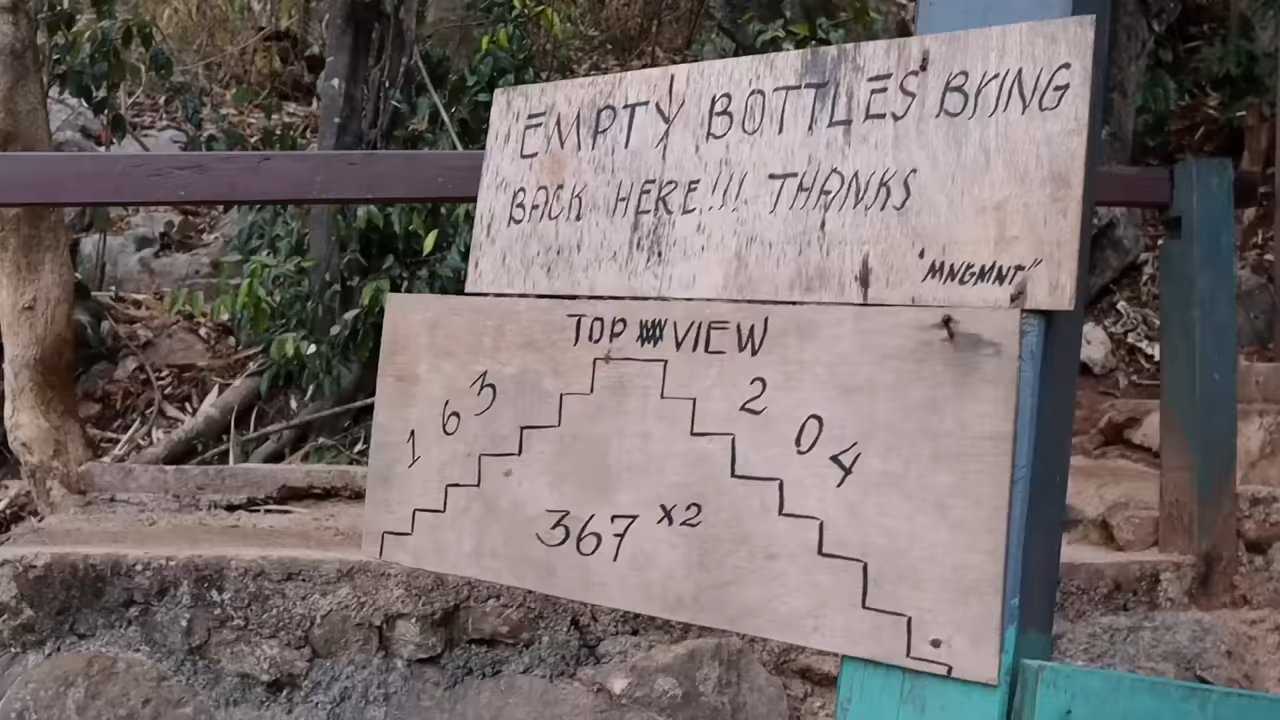 EMPTY BOTTLES BRING
BACK HERE!!! THANKS
"MNGMNT"
TOP VIEW
163
204
367 x2